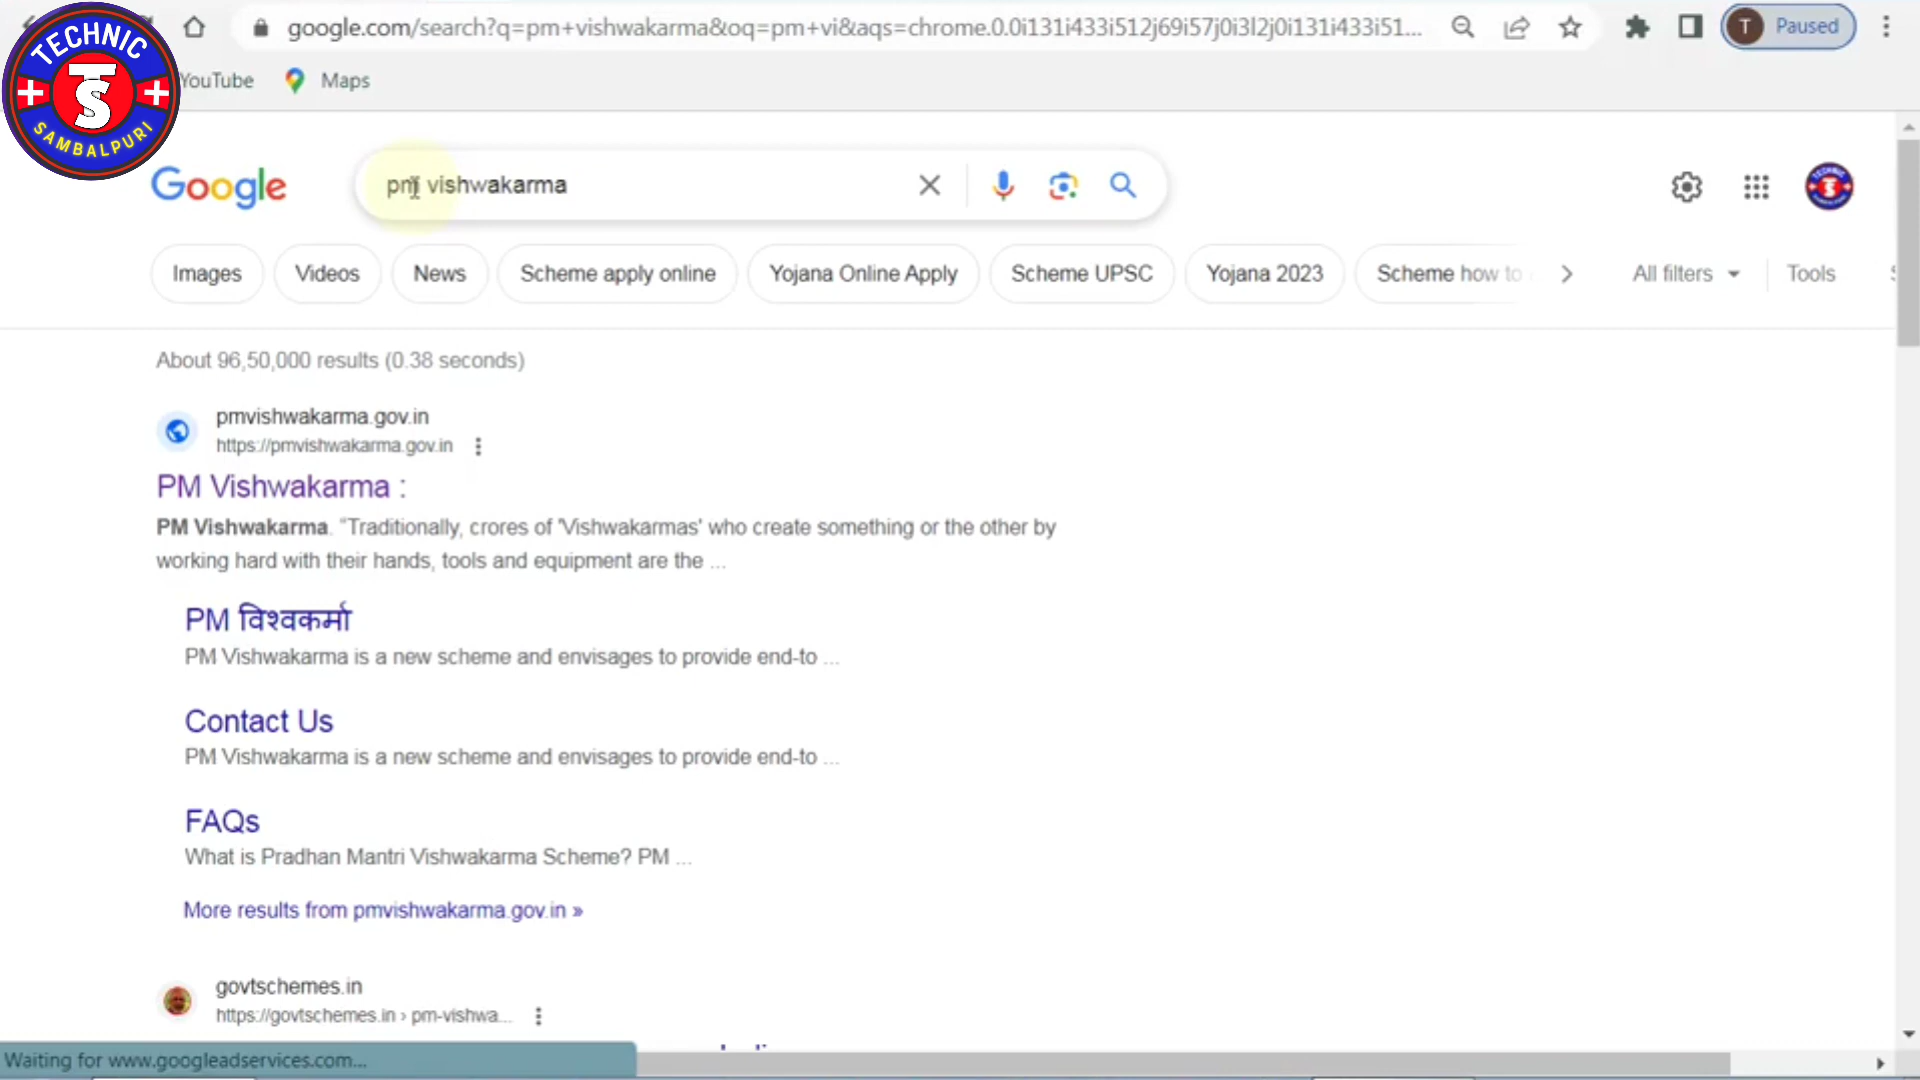 TECHNIC
TS
SAMBALPURI
google.com/search?q=pm+vishwakarma&oq=pm+vi&aqs=chrome.0.0i131i433i512j69i57j0i3l2j0i131i433i51...
T Paused
YouTube Maps
Google
pm vishwakarma
Images Videos News Scheme apply online Yojana Online Apply Scheme UPSC Yojana 2023 Scheme how to All filters Tools
About 96,50,000 results (0.38 seconds)
pmvishwakarma.gov.in
https://pmvishwakarma.gov.in
PM Vishwakarma :
PM Vishwakarma. “Traditionally, crores of 'Vishwakarmas' who create something or the other by
working hard with their hands, tools and equipment are the ...
PM विश्वकर्मा
PM Vishwakarma is a new scheme and envisages to provide end-to ...
Contact Us
PM Vishwakarma is a new scheme and envisages to provide end-to ...
FAQs
What is Pradhan Mantri Vishwakarma Scheme? PM ...
More results from pmvishwakarma.gov.in »
govtschemes.in
https://govtschemes.in › pm-vishwa...
Waiting for www.googleadservices.com...